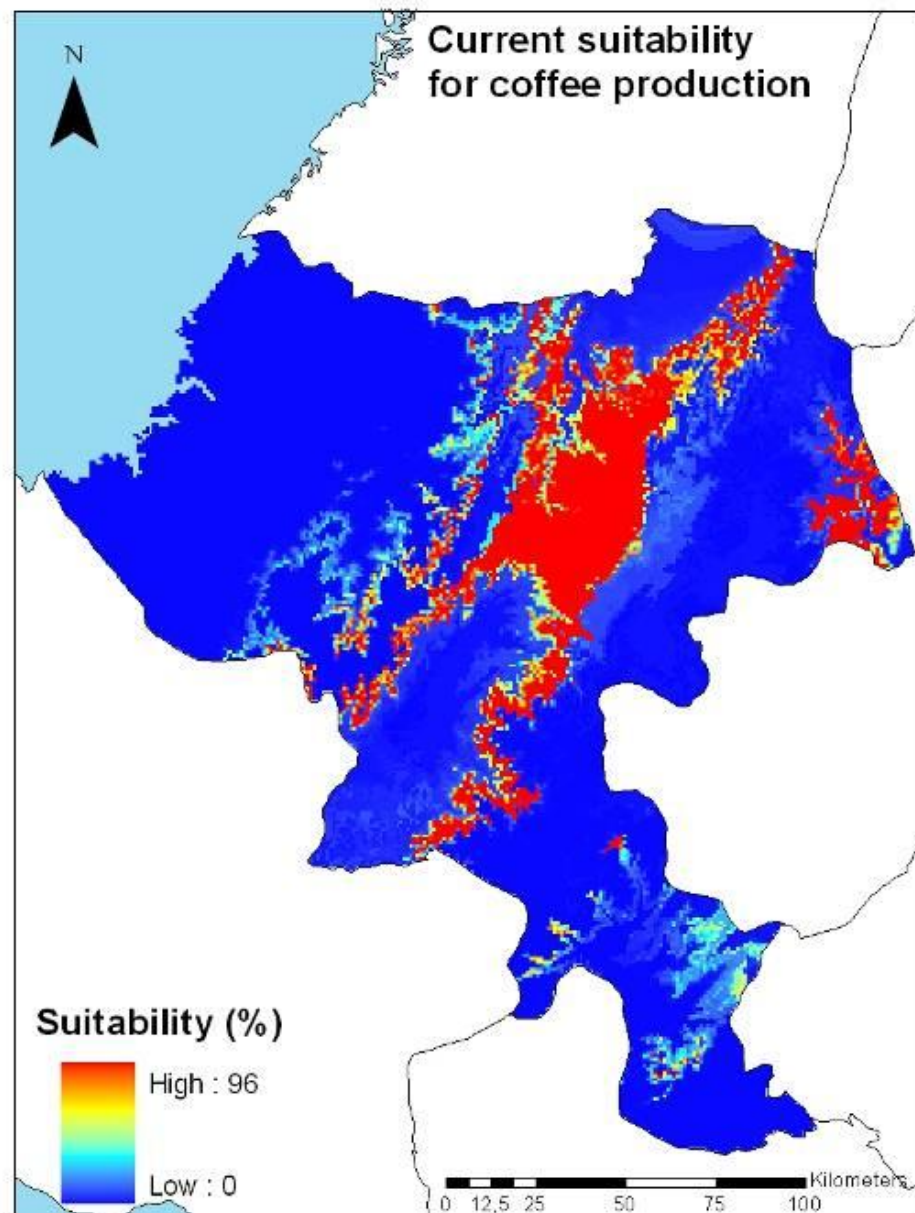 Current suitability
for coffee production
N
Suitability (%)
High : 96
Low : 0
Kilometers
0 12,5 25 50 75 100